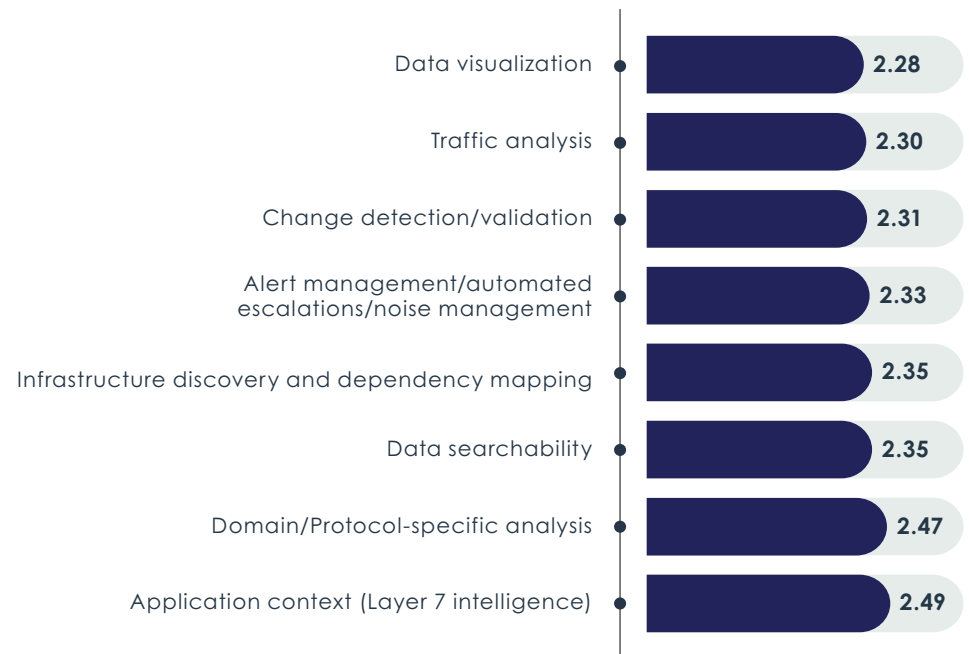 Data visualization 2.28
Traffic analysis 2.30
Change detection/validation 2.31
Alert management/automated
escalations/noise management 2.33
Infrastructure discovery and dependency mapping 2.35
Data searchability 2.35
Domain/Protocol-specific analysis 2.47
Application context (Layer 7 intelligence) 2.49